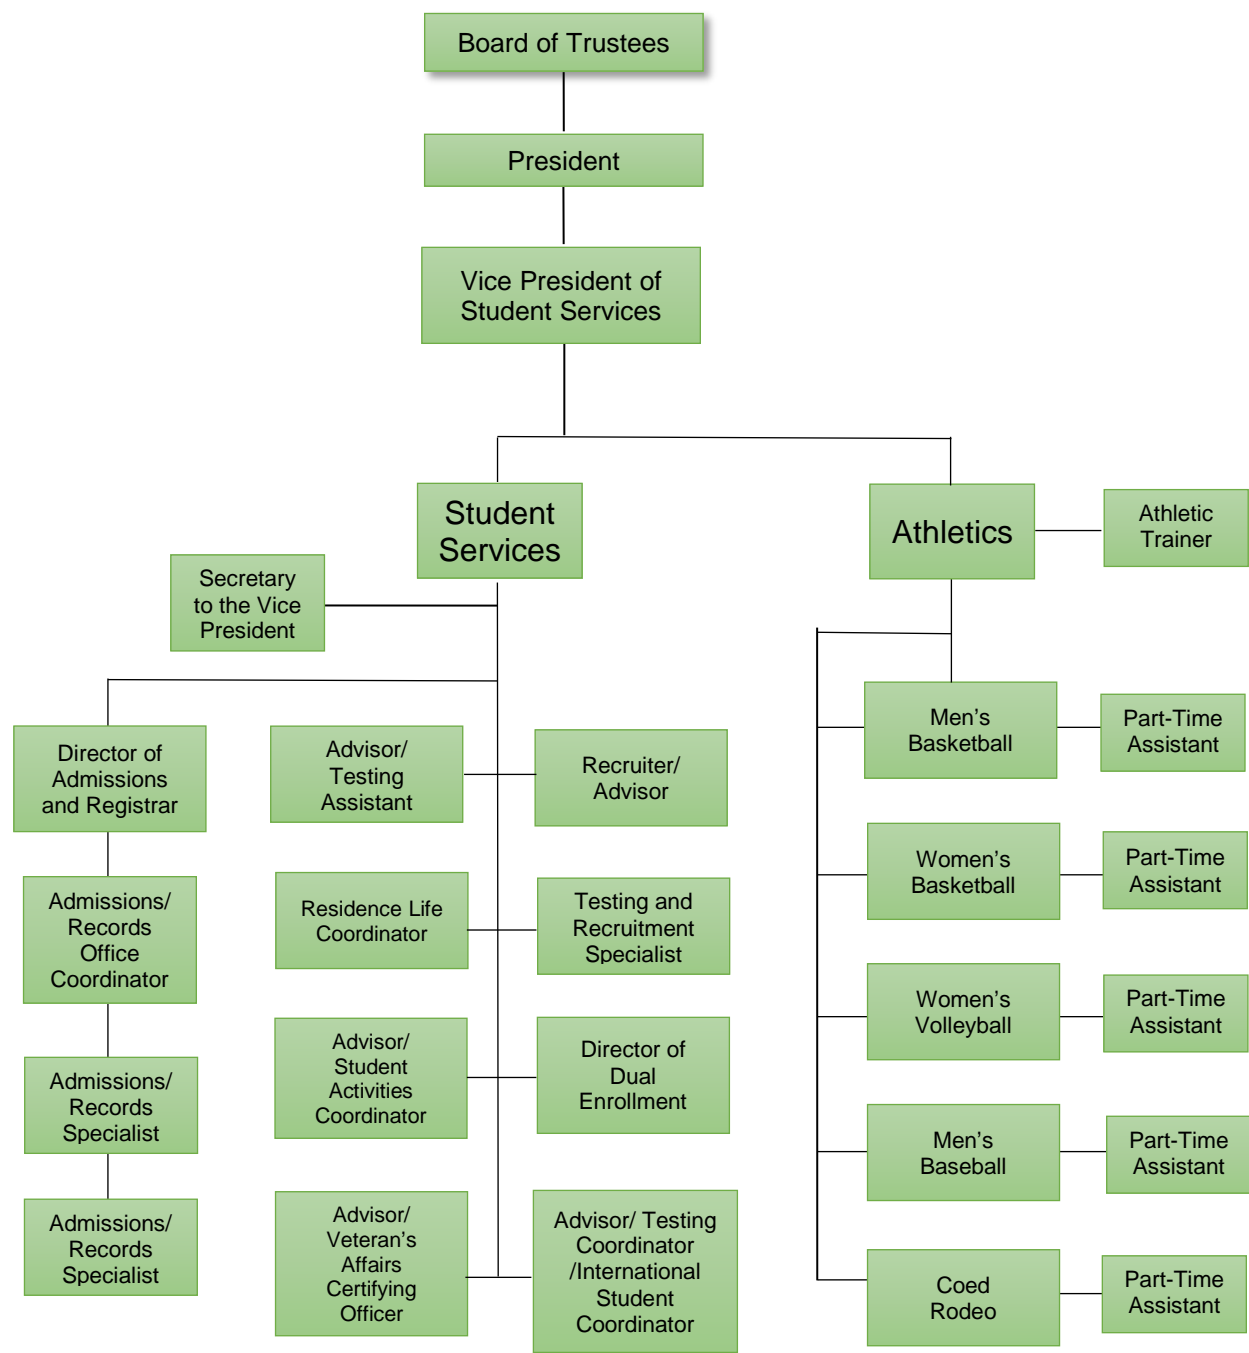 Board of Trustees
President
Vice President of
Student Services
Student
Services
Athletics
Athletic
Trainer
Secretary
to the Vice
President
Director of
Admissions
and Registrar
Admissions/
Records
Office
Coordinator
Admissions/
Records
Specialist
Admissions/
Records
Specialist
Advisor/
Testing
Assistant
Recruiter/
Advisor
Residence Life
Coordinator
Testing and
Recruitment
Specialist
Advisor/
Student
Activities
Coordinator
Director of
Dual
Enrollment
Advisor/
Veteran’s
Affairs
Certifying
Officer
Advisor/ Testing
Coordinator
/International
Student
Coordinator
Men’s
Basketball
Part-Time
Assistant
Women’s
Basketball
Part-Time
Assistant
Women’s
Volleyball
Part-Time
Assistant
Men’s
Baseball
Part-Time
Assistant
Coed
Rodeo
Part-Time
Assistant